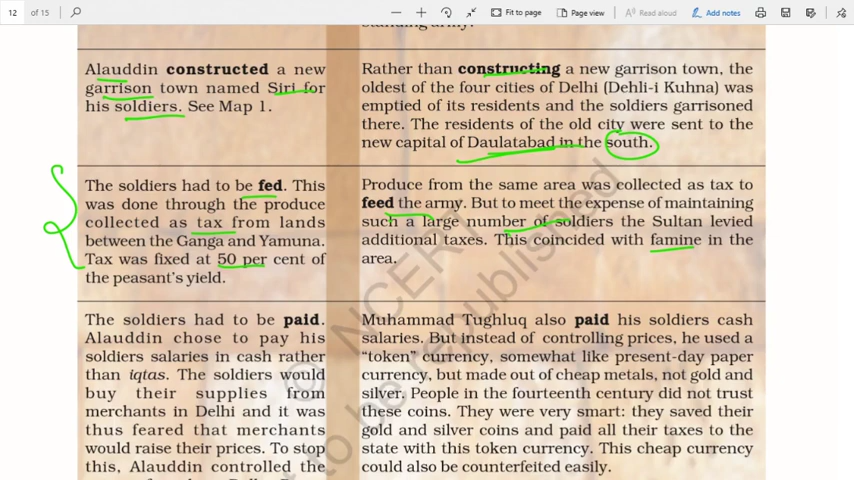 12 of 15
Fit to page
Page view
Read aloud
Add notes
standing army.
Alauddin constructed a new
garrison town named Siri for
his soldiers. See Map 1.
Rather than constructing a new garrison town, the
oldest of the four cities of Delhi (Dehli-i Kuhna) was
emptied of its residents and the soldiers garrisoned
there. The residents of the old city were sent to the
new capital of Daulatabad in the south.
The soldiers had to be fed. This
was done through the produce
collected as tax from lands
between the Ganga and Yamuna.
Tax was fixed at 50 per cent of
the peasant's yield.
Produce from the same area was collected as tax to
feed the army. But to meet the expense of maintaining
such a large number of soldiers the Sultan levied
additional taxes. This coincided with famine in the
area.
The soldiers had to be paid.
Alauddin chose to pay his
soldiers salaries in cash rather
than iqtas. The soldiers would
buy their supplies from
merchants in Delhi and it was
thus feared that merchants
would raise their prices. To stop
this, Alauddin controlled the
Muhammad Tughluq also paid his soldiers cash
salaries. But instead of controlling prices, he used a
“token” currency, somewhat like present-day paper
currency, but made out of cheap metals, not gold and
silver. People in the fourteenth century did not trust
these coins. They were very smart: they saved their
gold and silver coins and paid all their taxes to the
state with this token currency. This cheap currency
could also be counterfeited easily.
© NCERT
to be republished